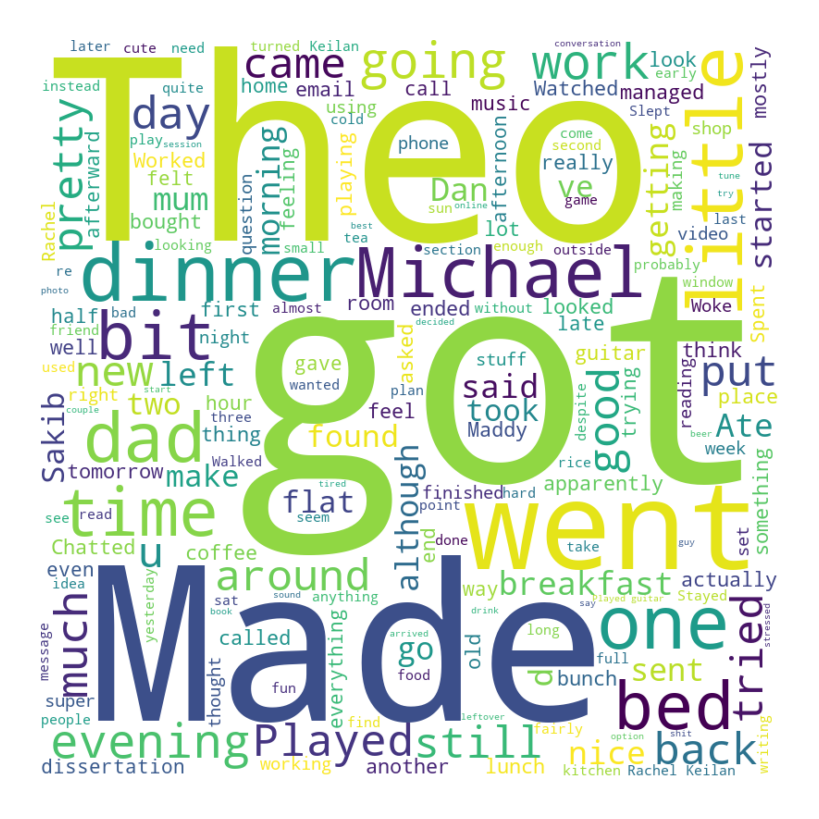 later cute need turned Keilan came going work conversation look early
instead quite home email call Watched managed mostly
Theo
day pretty play session Worked felt afterward mum bought
morning question feeling using cold music playing phone Slept
afternoon really come second game Dan ve getting making shop
little tune try last video started
Rachel looking small tea sun online best lot section enough outside probably
dinner Michael window
re photo half bad first almost room ended without looked late Woke Spent
bit friend well night decided stuff guitar think reading
got
used new left gave wanted asked plan said took trying good despite put place
right start couple two hour three feel Maddy beer week Ate
dad thing found rice apparently something
Sakib tomorrow make Walked tired flat seem although finished hard point
time see read u coffee end done take went guy set
Chatted
even idea yesterday around anything way breakfast actually
Made
much sat sound book drink Played guitar say Stayed stressed
message called everything go arrived old long one tried
super thought fun food bunch full d sent
people bed
evening Played still find leftover fairly nice option shit back writing
dissertation working another lunch kitchen Rachel Keilan